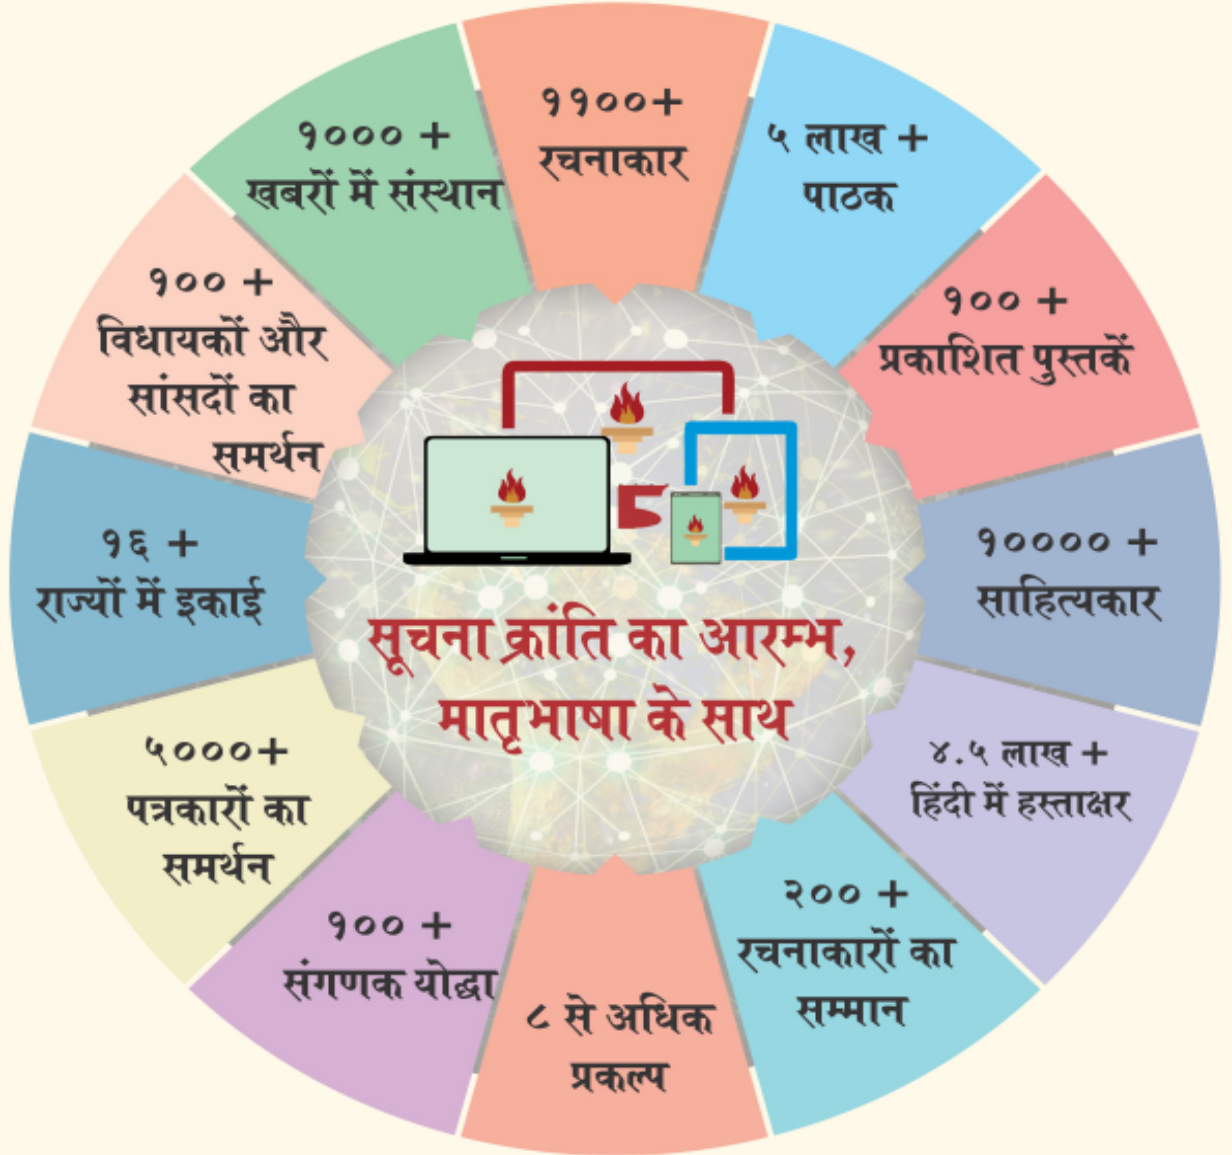 ११००+
रचनाकार
५ लाख +
पाठक
१०० +
प्रकाशित पुस्तकें
१०००० +
साहित्यकार
४.५ लाख +
हिंदी में हस्ताक्षर
२०० +
रचनाकारों का
सम्मान
८ से अधिक
प्रकल्प
१०० +
संगणक योद्धा
५०००+
पत्रकारों का
समर्थन
१६ +
राज्यों में इकाई
१०० +
विधायकों और
सांसदों का
समर्थन
१००० +
खबरों में संस्थान
सूचना क्रांति का आरम्भ,
मातृभाषा के साथ